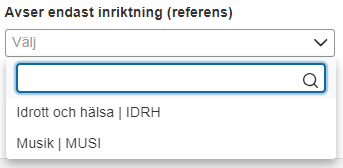 Avser endast inriktning (referens)
Välj
Idrott och hälsa | IDRH
Musik | MUSI